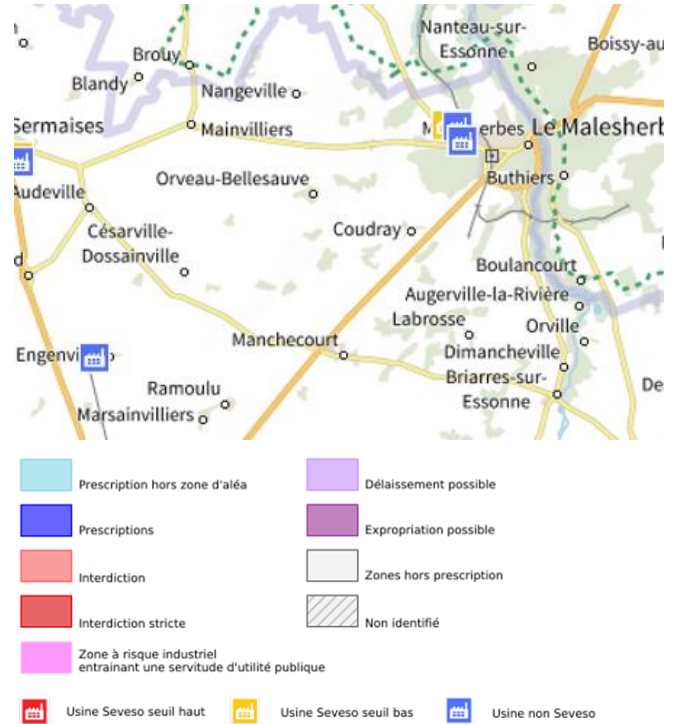 Nanteau-sur-
Essonne
Boissy-au
Brouy
Blandy
Nangeville
Sermaises
Mainvilliers
erbes
Le Malesherb
Audeville
Orveau-Bellesauve
Buthiers
Césarville-
Dossainville
Coudray
d
Boulancourt
Augerville-la-Rivière
Labrosse
Orville
Manchecourt
Engenvi
Dimancheville
Briarres-sur-
Essonne
De
Ramoulu
Marsainvilliers
Prescription hors zone d'aléa
Délaissement possible
Prescriptions
Expropriation possible
Interdiction
Zones hors prescription
Interdiction stricte
Non identifié
Zone à risque industriel
entrainant une servitude d'utilité publique
Usine Seveso seuil haut
Usine Seveso seuil bas
Usine non Seveso